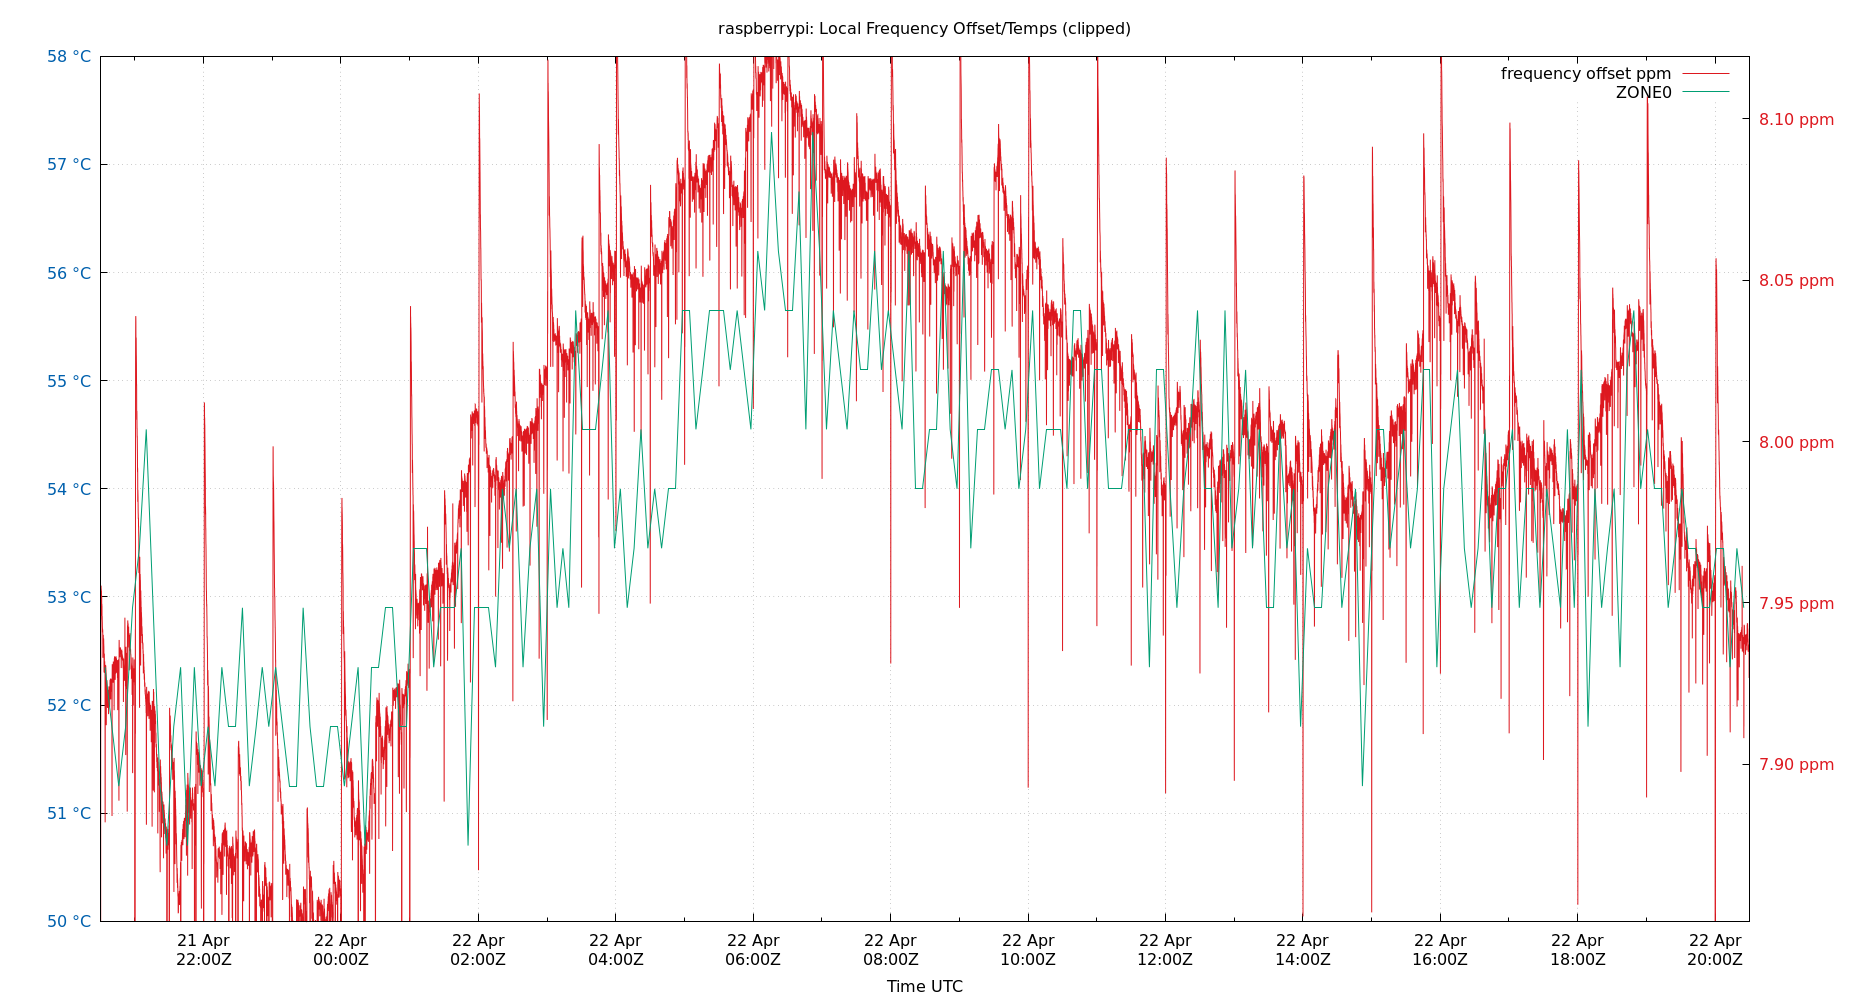 raspberrypi: Local Frequency Offset/Temps (clipped)
58 °C
57 °C
56 °C
55 °C
54 °C
53 °C
52 °C
51 °C
50 °C
frequency offset ppm
ZONE0
8.10 ppm
8.05 ppm
8.00 ppm
7.95 ppm
7.90 ppm
21 Apr 22 Apr 22 Apr 22 Apr 22 Apr 22 Apr 22 Apr 22 Apr 22 Apr 22 Apr 22 Apr 22 Apr
22:00Z 00:00Z 02:00Z 04:00Z 06:00Z 08:00Z 10:00Z 12:00Z 14:00Z 16:00Z 18:00Z 20:00Z
Time UTC